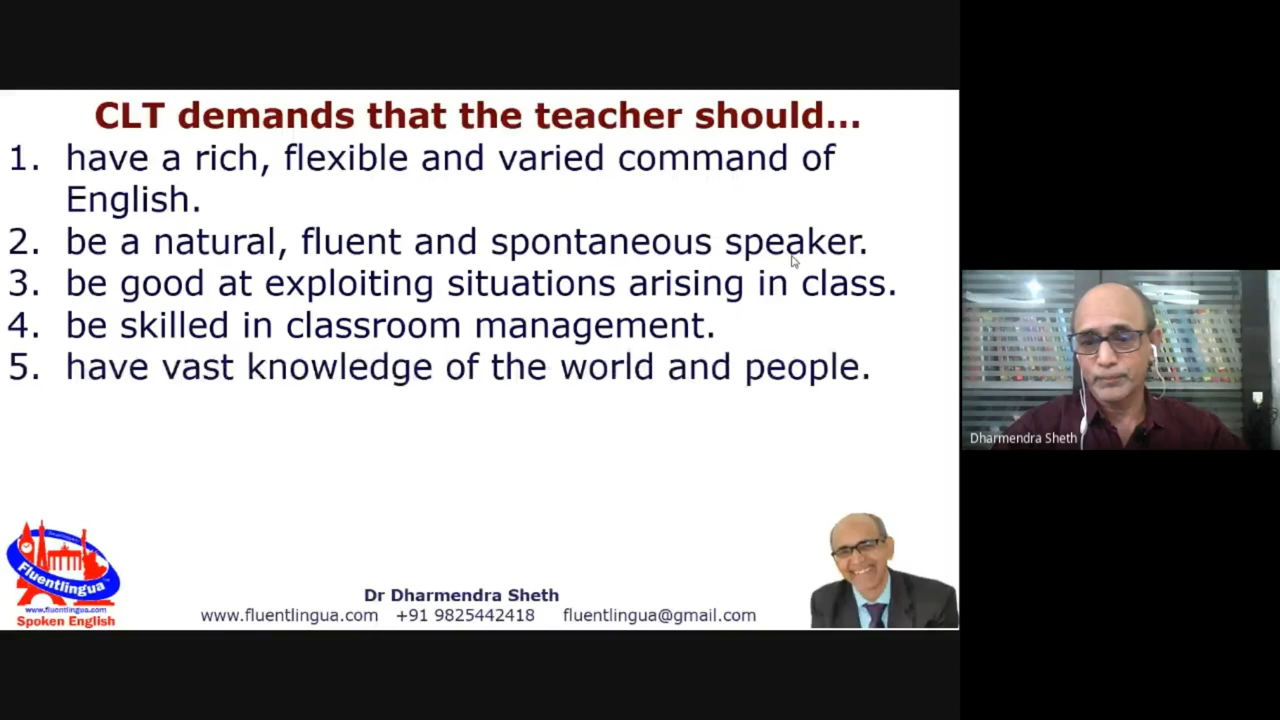 CLT demands that the teacher should...
1. have a rich, flexible and varied command of
English.
2. be a natural, fluent and spontaneous speaker.
3. be good at exploiting situations arising in class.
4. be skilled in classroom management.
5. have vast knowledge of the world and people.
Dharmendra Sheth
Fluentlingua
www.fluentlingua.com
Spoken English
Dr Dharmendra Sheth
www.fluentlingua.com +91 9825442418 fluentlingua@gmail.com